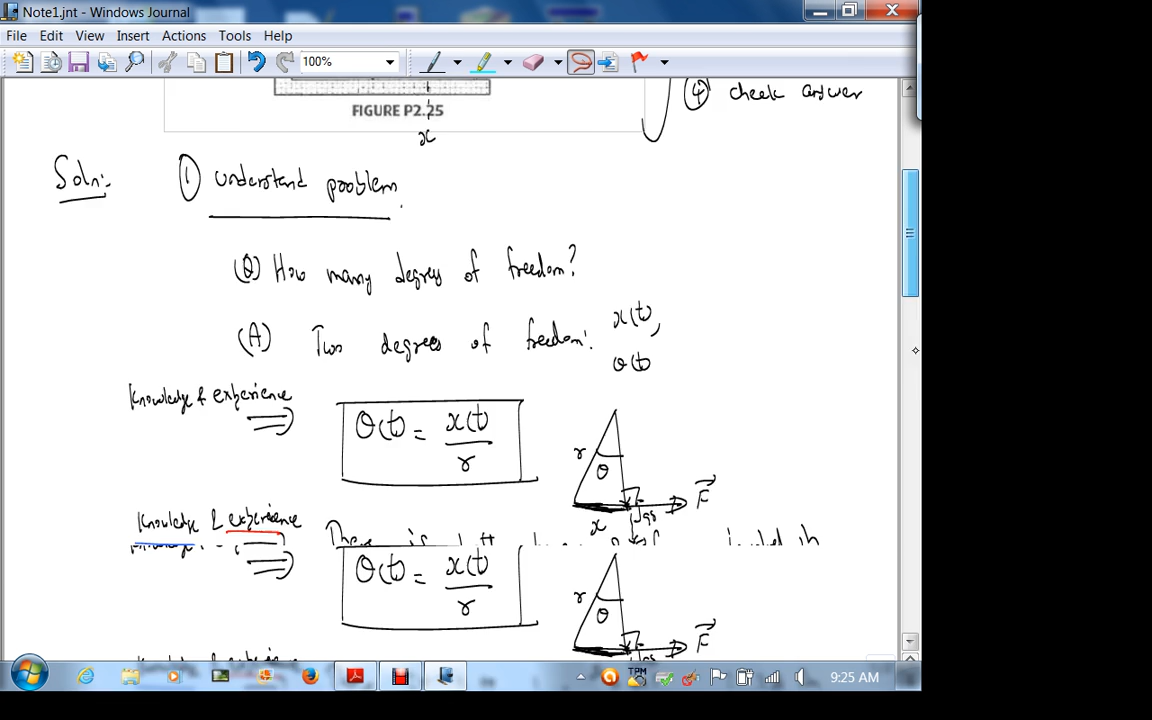 Note1.jnt - Windows Journal
File Edit View Insert Actions Tools Help
100%
④ check answer
FIGURE P2.25
x
Soln:
① understand problem.
(Q) How many degrees of freedom?
(A) Two degrees of freedom: x(t),
θ(t)
Knowledge & experience
θ(t) = x(t)/r
r θ x F
Knowledge & experience
There is
θ(t) = x(t)/r
r θ F
9:25 AM